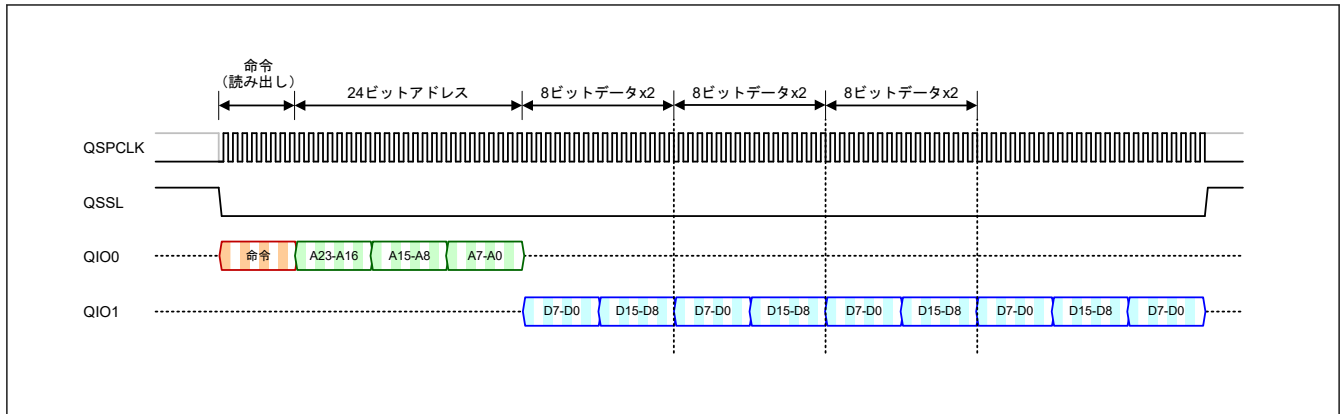 命令
（読み出し）
24ビットアドレス
8ビットデータx2
8ビットデータx2
8ビットデータx2
QSPCLK
QSSL
QIO0
命令
A23-A16
A15-A8
A7-A0
QIO1
D7-D0
D15-D8
D7-D0
D15-D8
D7-D0
D15-D8
D7-D0
D15-D8
D7-D0